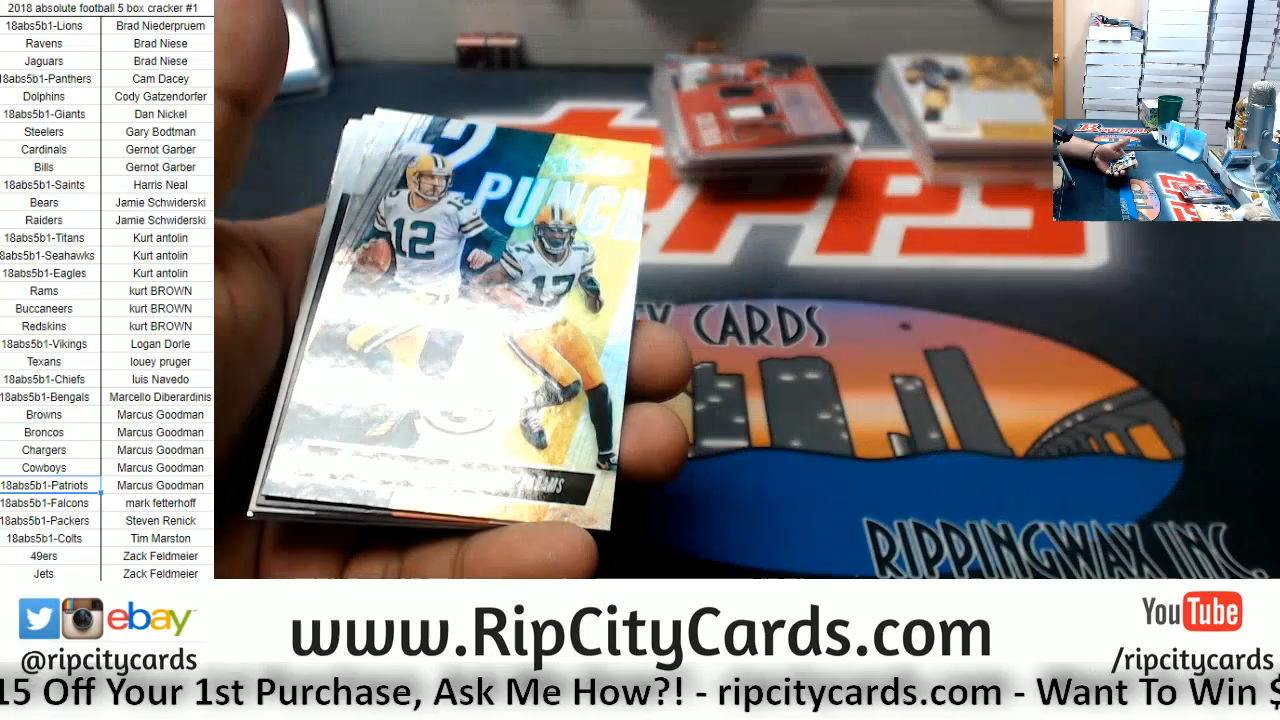 2018 absolute football 5 box cracker #1
18abs5b1-Lions Brad Niederpruem
Ravens Brad Niese
Jaguars Brad Niese
18abs5b1-Panthers Cam Dacey
Dolphins Cody Gatzendorfer
18abs5b1-Giants Dan Nickel
Steelers Gary Bodtman
Cardinals Gernot Garber
Bills Gernot Garber
18abs5b1-Saints Harris Neal
Bears Jamie Schwiderski
Raiders Jamie Schwiderski
18abs5b1-Titans Kurt antolin
8abs5b1-Seahawks Kurt antolin
18abs5b1-Eagles Kurt antolin
Rams kurt BROWN
Buccaneers kurt BROWN
Redskins kurt BROWN
18abs5b1-Vikings Logan Dorle
Texans louey pruger
18abs5b1-Chiefs luis Navedo
18abs5b1-Bengals Marcello Diberardinis
Browns Marcus Goodman
Broncos Marcus Goodman
Chargers Marcus Goodman
Cowboys Marcus Goodman
18abs5b1-Patriots Marcus Goodman
18abs5b1-Falcons mark fetterhoff
18abs5b1-Packers Steven Renick
18abs5b1-Colts Tim Marston
49ers Zack Feldmeier
Jets Zack Feldmeier
2
PUNCH
12
17
CARDS
RIPPINGWAX INC.
ebay
@ripcitycards
www.RipCityCards.com
YouTube
/ripcitycards
15 Off Your 1st Purchase, Ask Me How?! - ripcitycards.com - Want To Win $